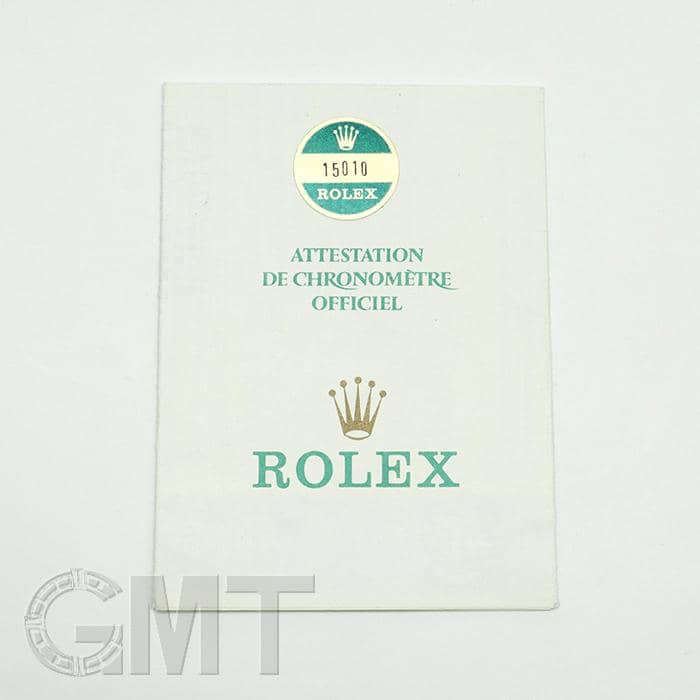 15010
ROLEX
ATTESTATION
DE CHRONOMÈTRE
OFFICIEL
ROLEX
GMT